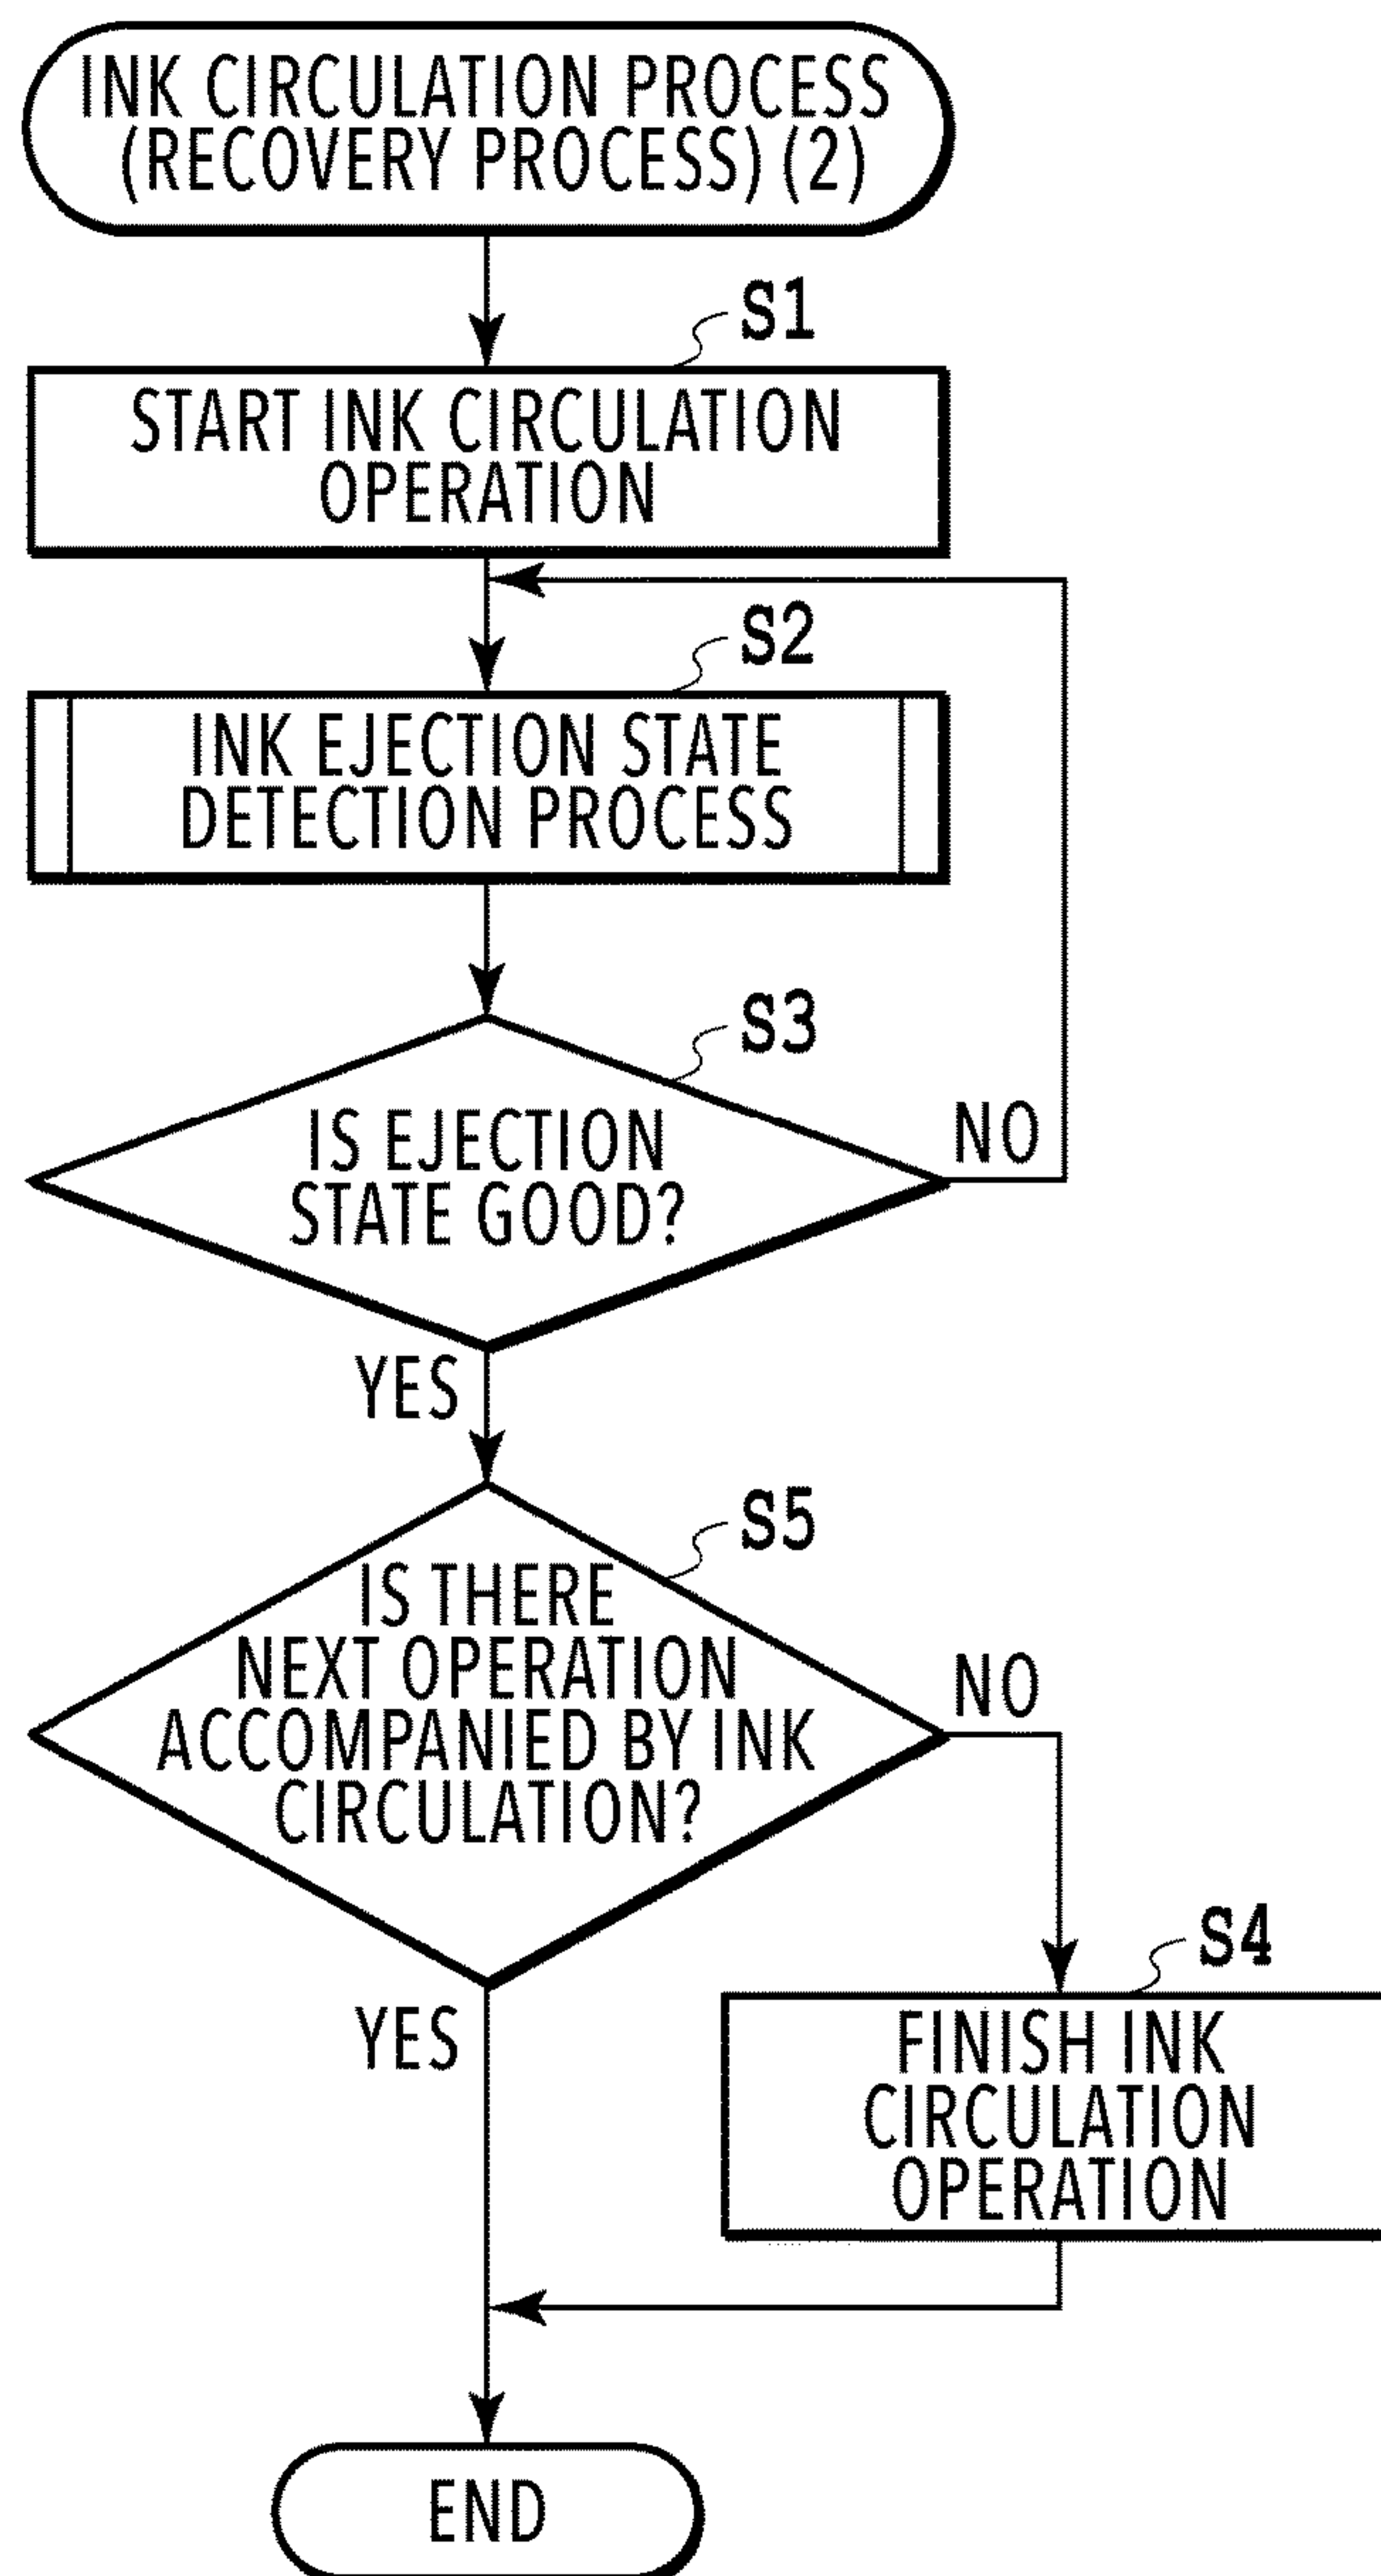 INK CIRCULATION PROCESS
(RECOVERY PROCESS) (2)
S1
START INK CIRCULATION
OPERATION
S2
INK EJECTION STATE
DETECTION PROCESS
S3
IS EJECTION
STATE GOOD?
NO
YES
S5
IS THERE
NEXT OPERATION
ACCOMPANIED BY INK
CIRCULATION?
NO
YES
S4
FINISH INK
CIRCULATION
OPERATION
END